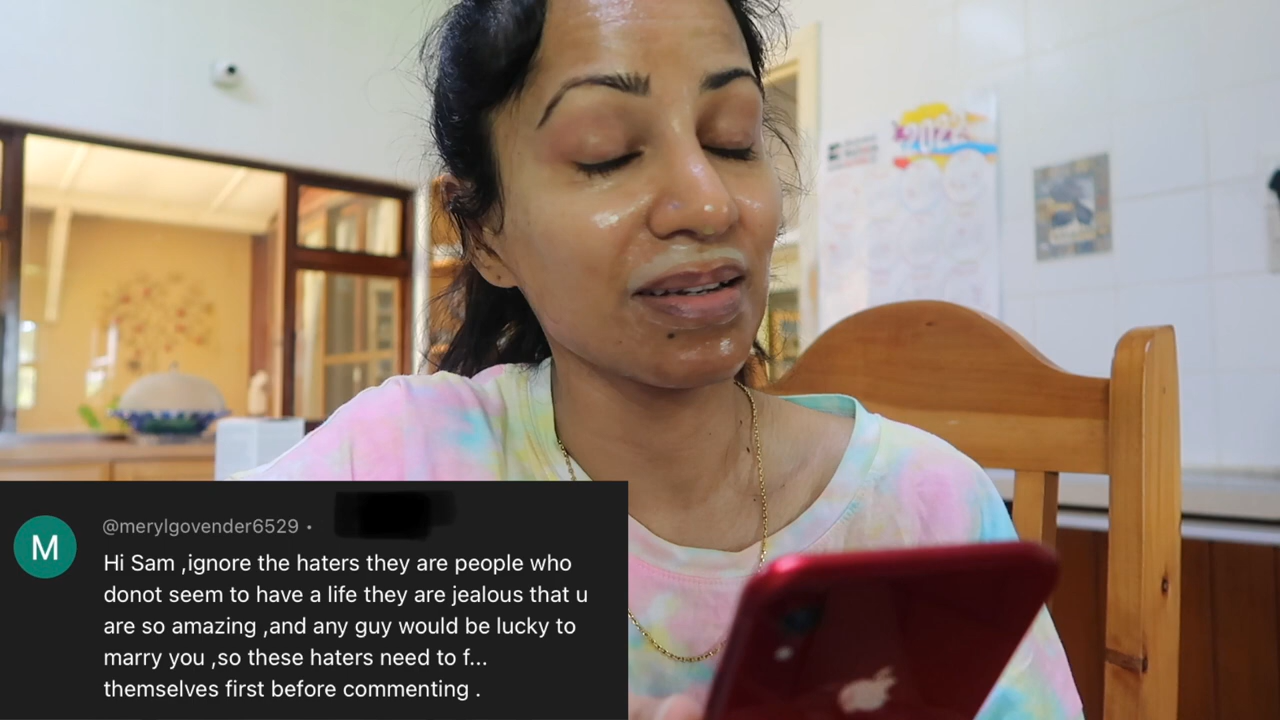 2022
M
@merylgovender6529 •
Hi Sam ,ignore the haters they are people who
donot seem to have a life they are jealous that u
are so amazing ,and any guy would be lucky to
marry you ,so these haters need to f...
themselves first before commenting .